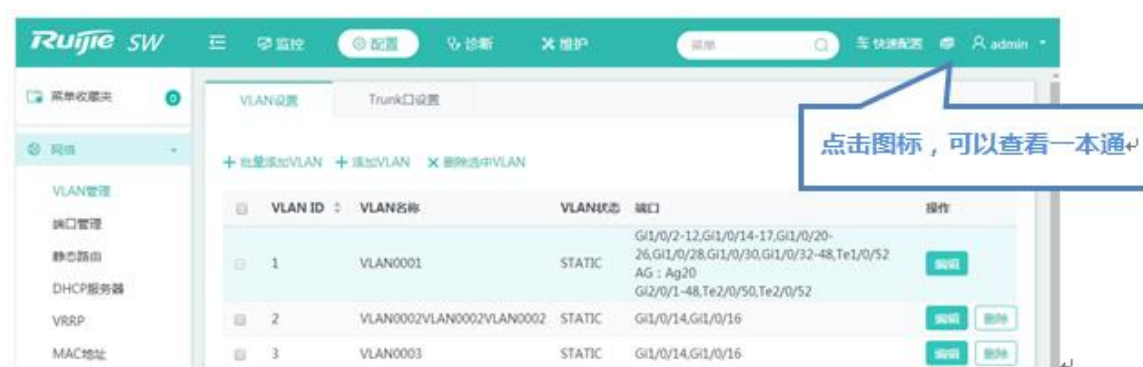 Ruijie SW
监控
配置
诊断
维护
菜单
快速配置
admin
菜单收藏夹 0
VLAN设置 Trunk口设置
点击图标，可以查看一本通
网络
+ 批量添加VLAN + 添加VLAN × 删除选中VLAN
VLAN管理
端口管理
静态路由
DHCP服务器
VRRP
MAC地址
VLAN ID VLAN名称 VLAN状态 端口 操作
1 VLAN0001 STATIC Gi1/0/2-12,Gi1/0/14-17,Gi1/0/20-
26,Gi1/0/28,Gi1/0/30,Gi1/0/32-48,Te1/0/52
AG : Ag20
Gi2/0/1-48,Te2/0/50,Te2/0/52
编辑
2 VLAN0002VLAN0002VLAN0002 STATIC Gi1/0/14,Gi1/0/16 编辑 删除
3 VLAN0003 STATIC Gi1/0/14,Gi1/0/16 编辑 删除